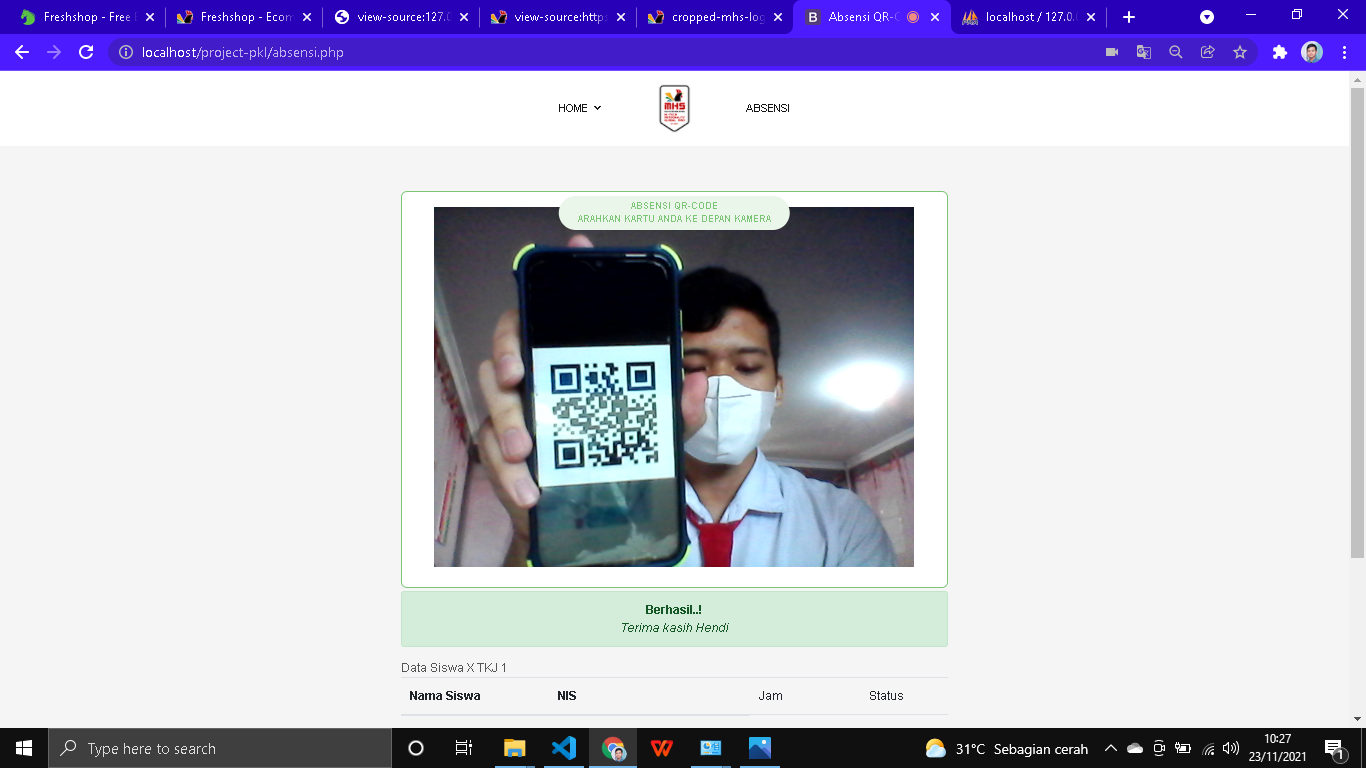 Freshshop - Free
Freshshop - Ecom
view-source:127.0
view-source:https
cropped-mhs-log
Absensi QR-C
localhost / 127.0.
localhost/project-pkl/absensi.php
HOME
MHS
ABSENSI
ABSENSI QR-CODE
ARAHKAN KARTU ANDA KE DEPAN KAMERA
Berhasil..!
Terima kasih Hendi
Data Siswa X TKJ 1
Nama Siswa NIS Jam Status
Type here to search
31°C Sebagian cerah
10:27
23/11/2021
1